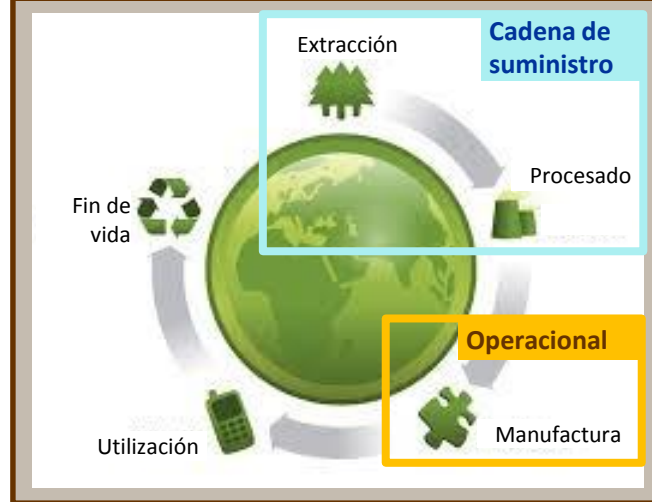 Cadena de
suministro
Extracción
Procesado
Fin de
vida
Operacional
Manufactura
Utilización